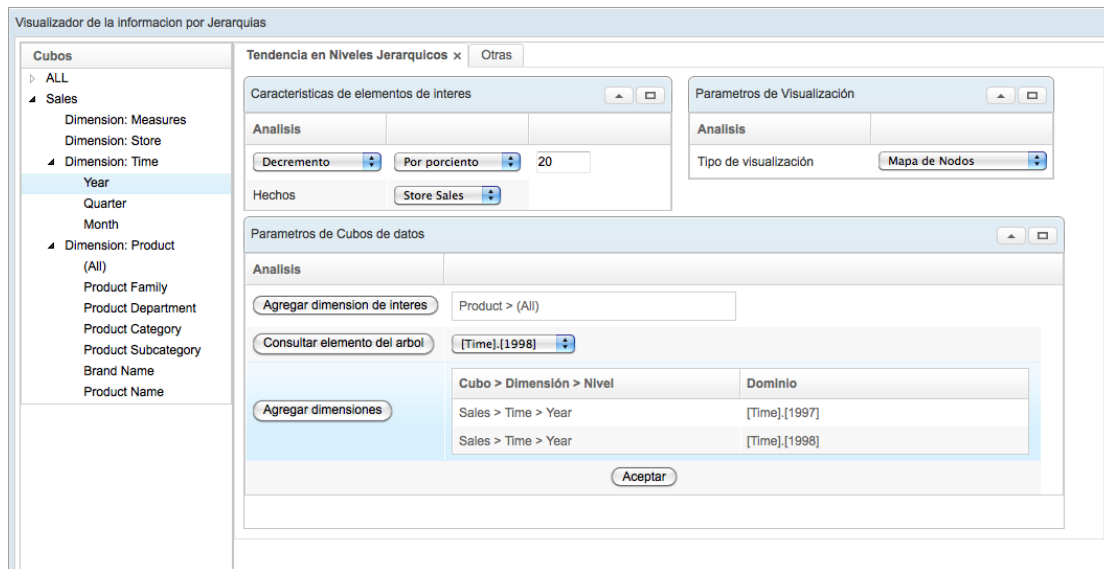 Visualizador de la informacion por Jerarquias
Cubos
ALL
Sales
Dimension: Measures
Dimension: Store
Dimension: Time
Year
Quarter
Month
Dimension: Product
(All)
Product Family
Product Department
Product Category
Product Subcategory
Brand Name
Product Name
Tendencia en Niveles Jerarquicos x Otras
Caracteristicas de elementos de interes
Analisis
Decremento Por porciento 20
Hechos Store Sales
Parametros de Visualización
Analisis
Tipo de visualización Mapa de Nodos
Parametros de Cubos de datos
Analisis
Agregar dimension de interes Product > (All)
Consultar elemento del arbol [Time].[1998]
Agregar dimensiones
Cubo > Dimensión > Nivel Dominio
Sales > Time > Year [Time].[1997]
Sales > Time > Year [Time].[1998]
Aceptar